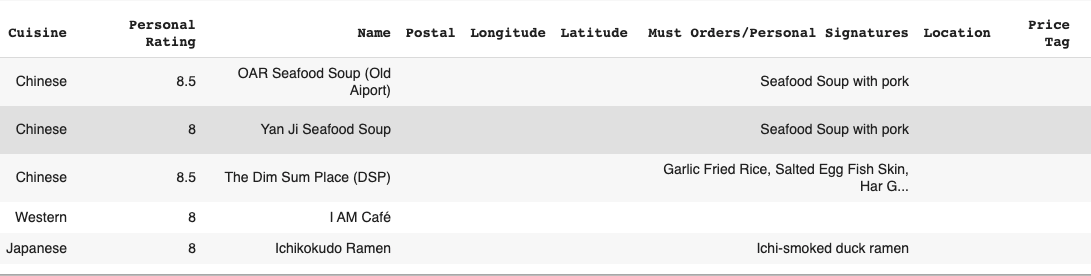 Cuisine Personal Rating Name Postal Longitude Latitude Must Orders/Personal Signatures Location Price Tag
Chinese 8.5 OAR Seafood Soup (Old Aiport) Seafood Soup with pork
Chinese 8 Yan Ji Seafood Soup Seafood Soup with pork
Chinese 8.5 The Dim Sum Place (DSP) Garlic Fried Rice, Salted Egg Fish Skin, Har G...
Western 8 I AM Café
Japanese 8 Ichikokudo Ramen Ichi-smoked duck ramen